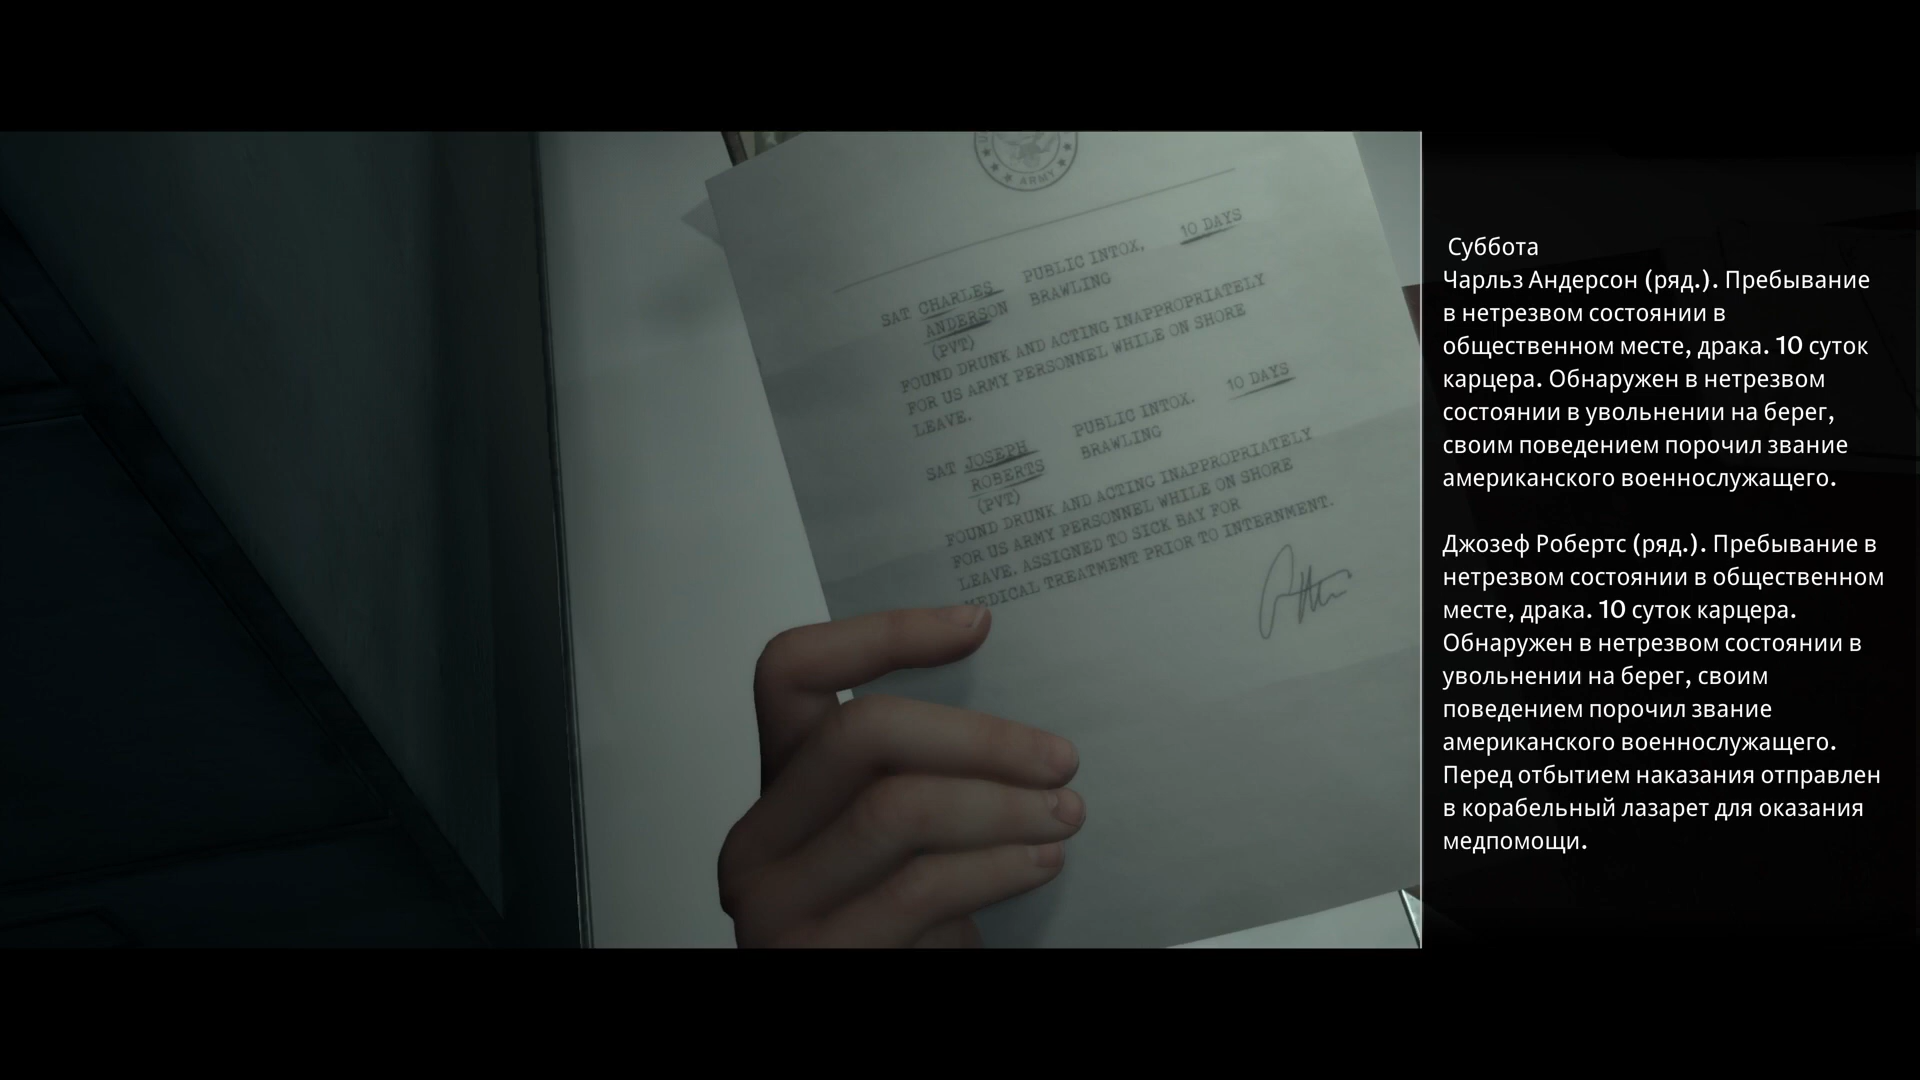 ARMY
SAT CHARLES PUBLIC INTOX. 10 DAYS
ANDERSON BRAWLING
(PVT)
FOUND DRUNK AND ACTING INAPPROPRIATELY
FOR US ARMY PERSONNEL WHILE ON SHORE
LEAVE.
SAT JOSEPH PUBLIC INTOX. 10 DAYS
ROBERTS BRAWLING
(PVT)
FOUND DRUNK AND ACTING INAPPROPRIATELY
FOR US ARMY PERSONNEL WHILE ON SHORE
LEAVE. ASSIGNED TO SICK BAY FOR
MEDICAL TREATMENT PRIOR TO INTERNMENT.
Суббота
Чарльз Андерсон (ряд.). Пребывание
в нетрезвом состоянии в
общественном месте, драка. 10 суток
карцера. Обнаружен в нетрезвом
состоянии в увольнении на берег,
своим поведением порочил звание
американского военнослужащего.
Джозеф Робертс (ряд.). Пребывание в
нетрезвом состоянии в общественном
месте, драка. 10 суток карцера.
Обнаружен в нетрезвом состоянии в
увольнении на берег, своим
поведением порочил звание
американского военнослужащего.
Перед отбытием наказания отправлен
в корабельный лазарет для оказания
медпомощи.